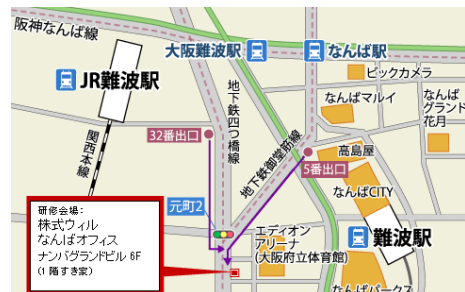 阪神なんば線
大阪難波駅
なんば駅
JR難波駅
ビックカメラ
なんばマルイ
なんば
グランド
花月
地下鉄四つ橋線
地下鉄御堂筋線
関西本線
32番出口
5番出口
高島屋
なんばCITY
元町2
研修会場:
株式ウィル
なんばオフィス
ナンバグランドビル 6F
(1階すき家)
エディオン
アリーナ
(大阪府立体育館)
難波駅
なんばパークス